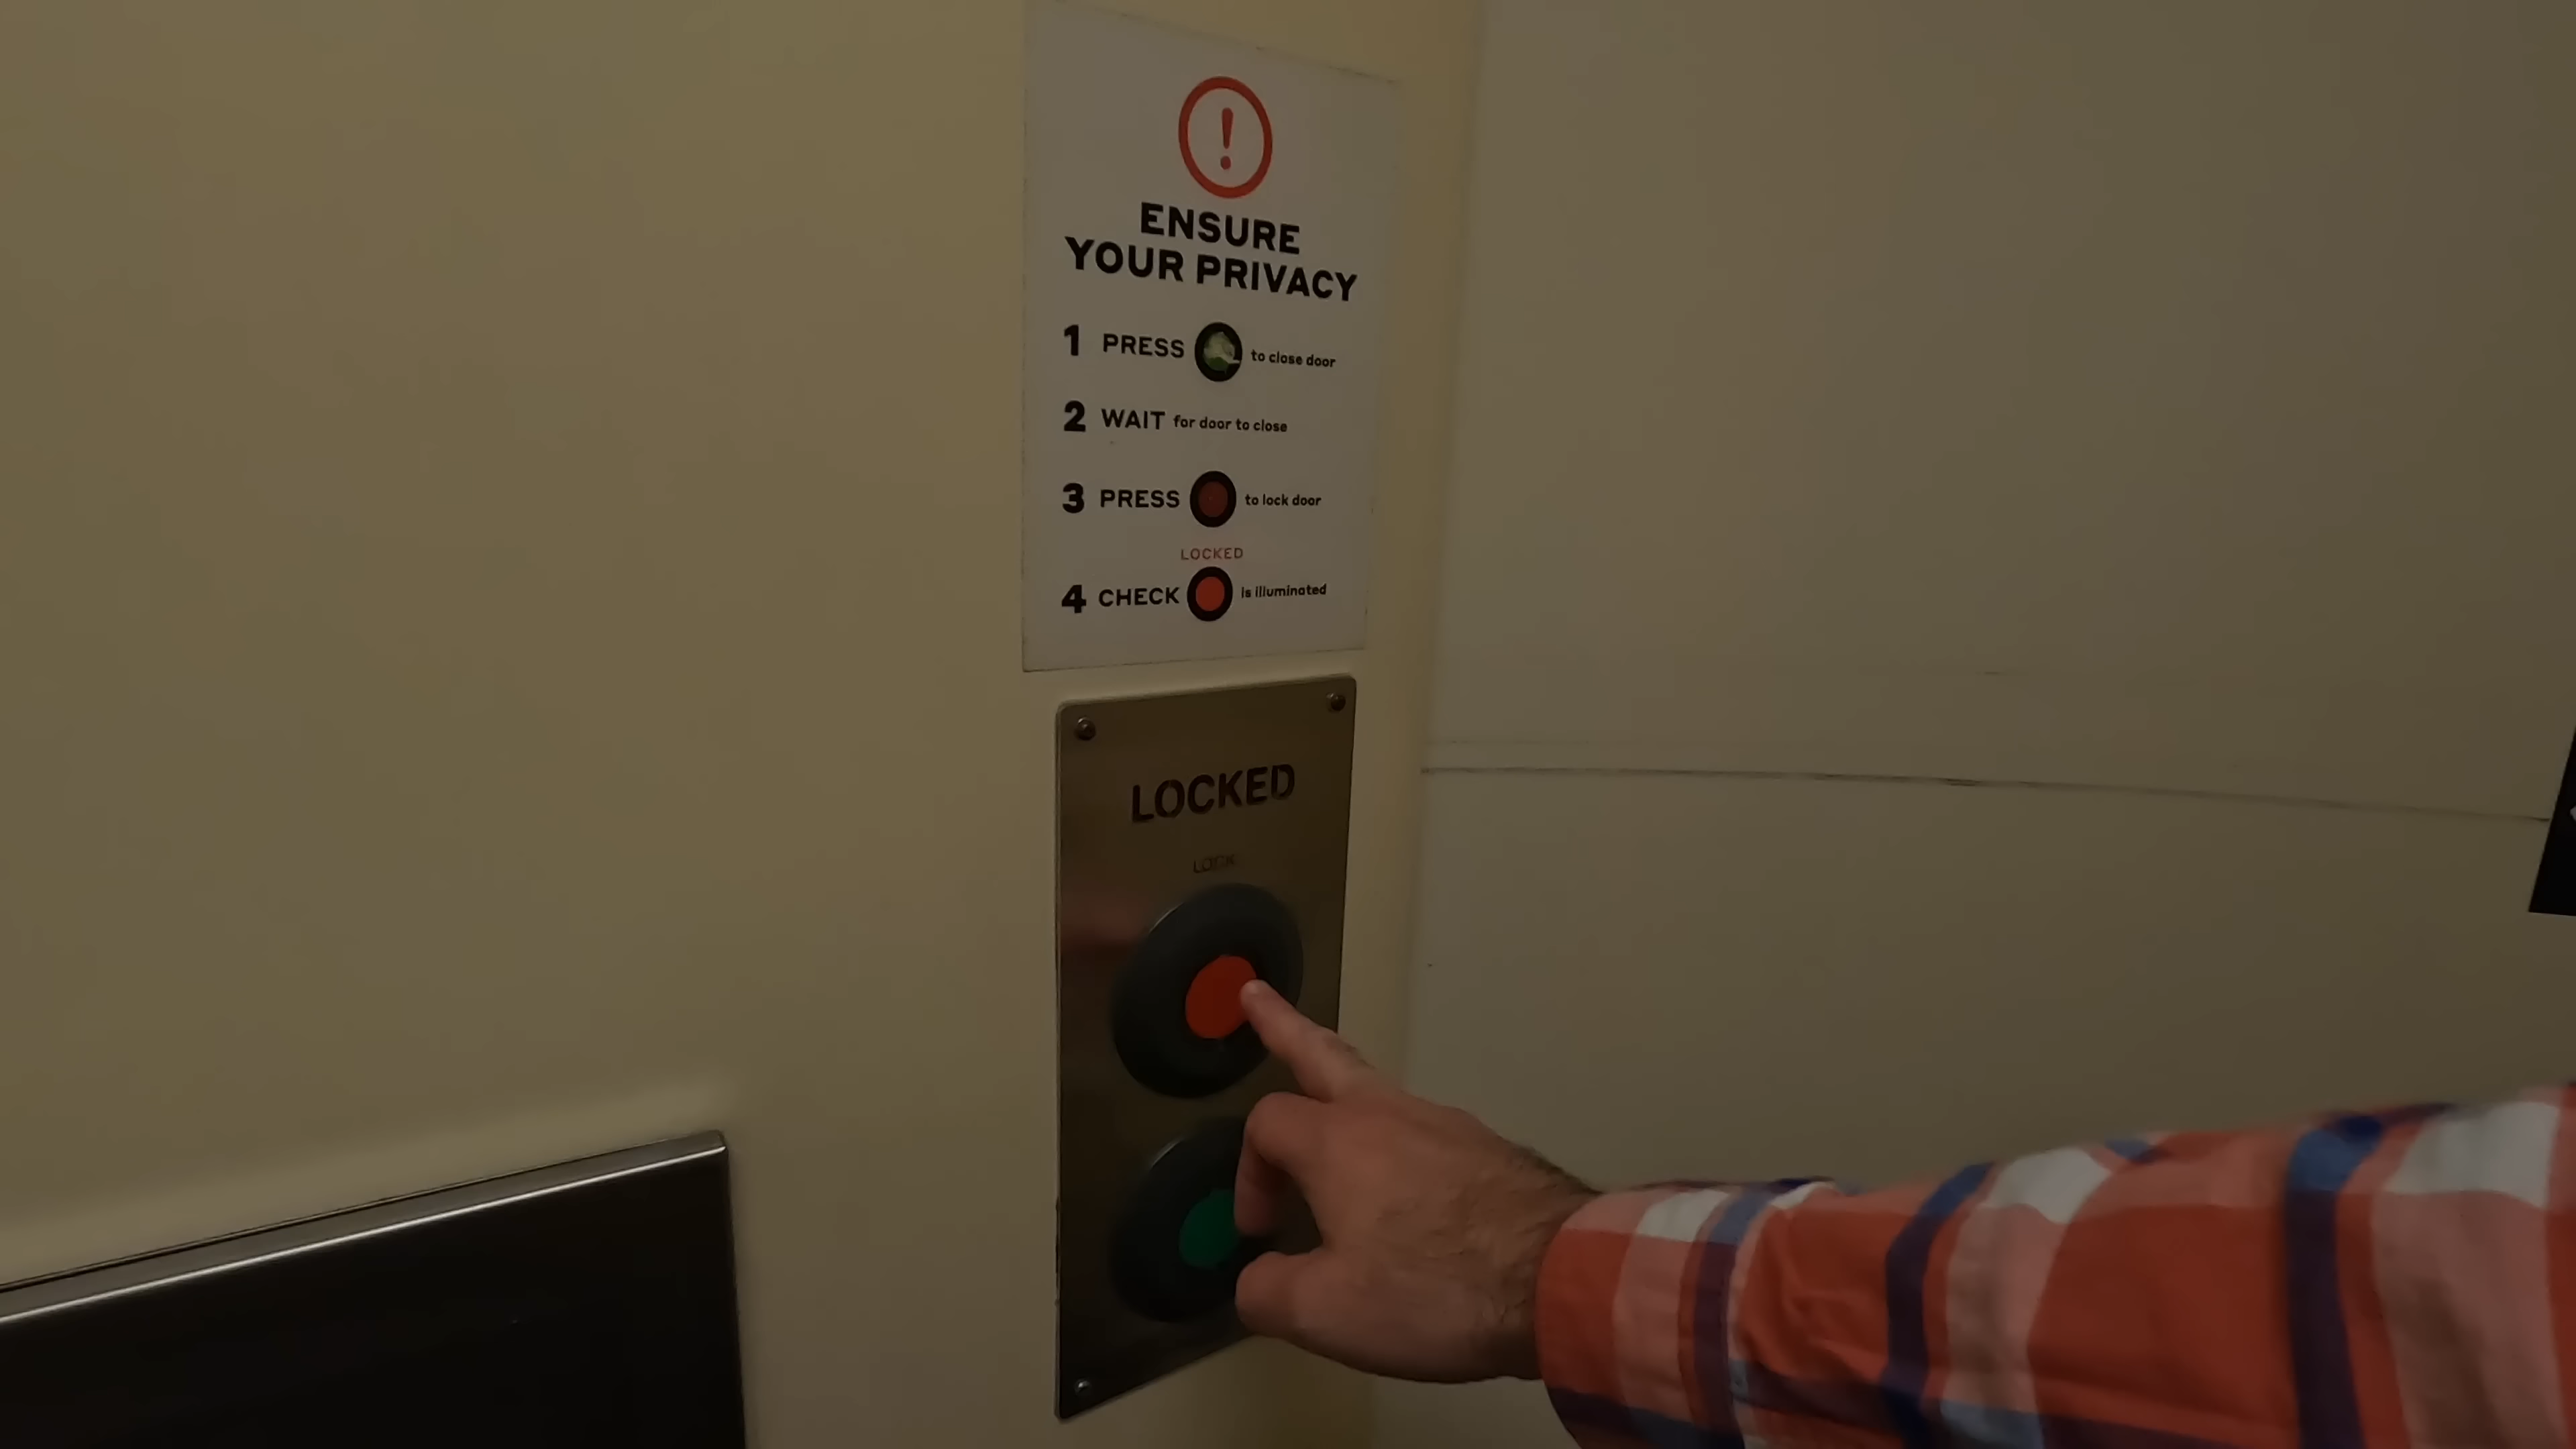 !
ENSURE
YOUR PRIVACY
1 PRESS to close door
2 WAIT for door to close
3 PRESS to lock door
LOCKED
4 CHECK is illuminated
LOCKED
LOCK